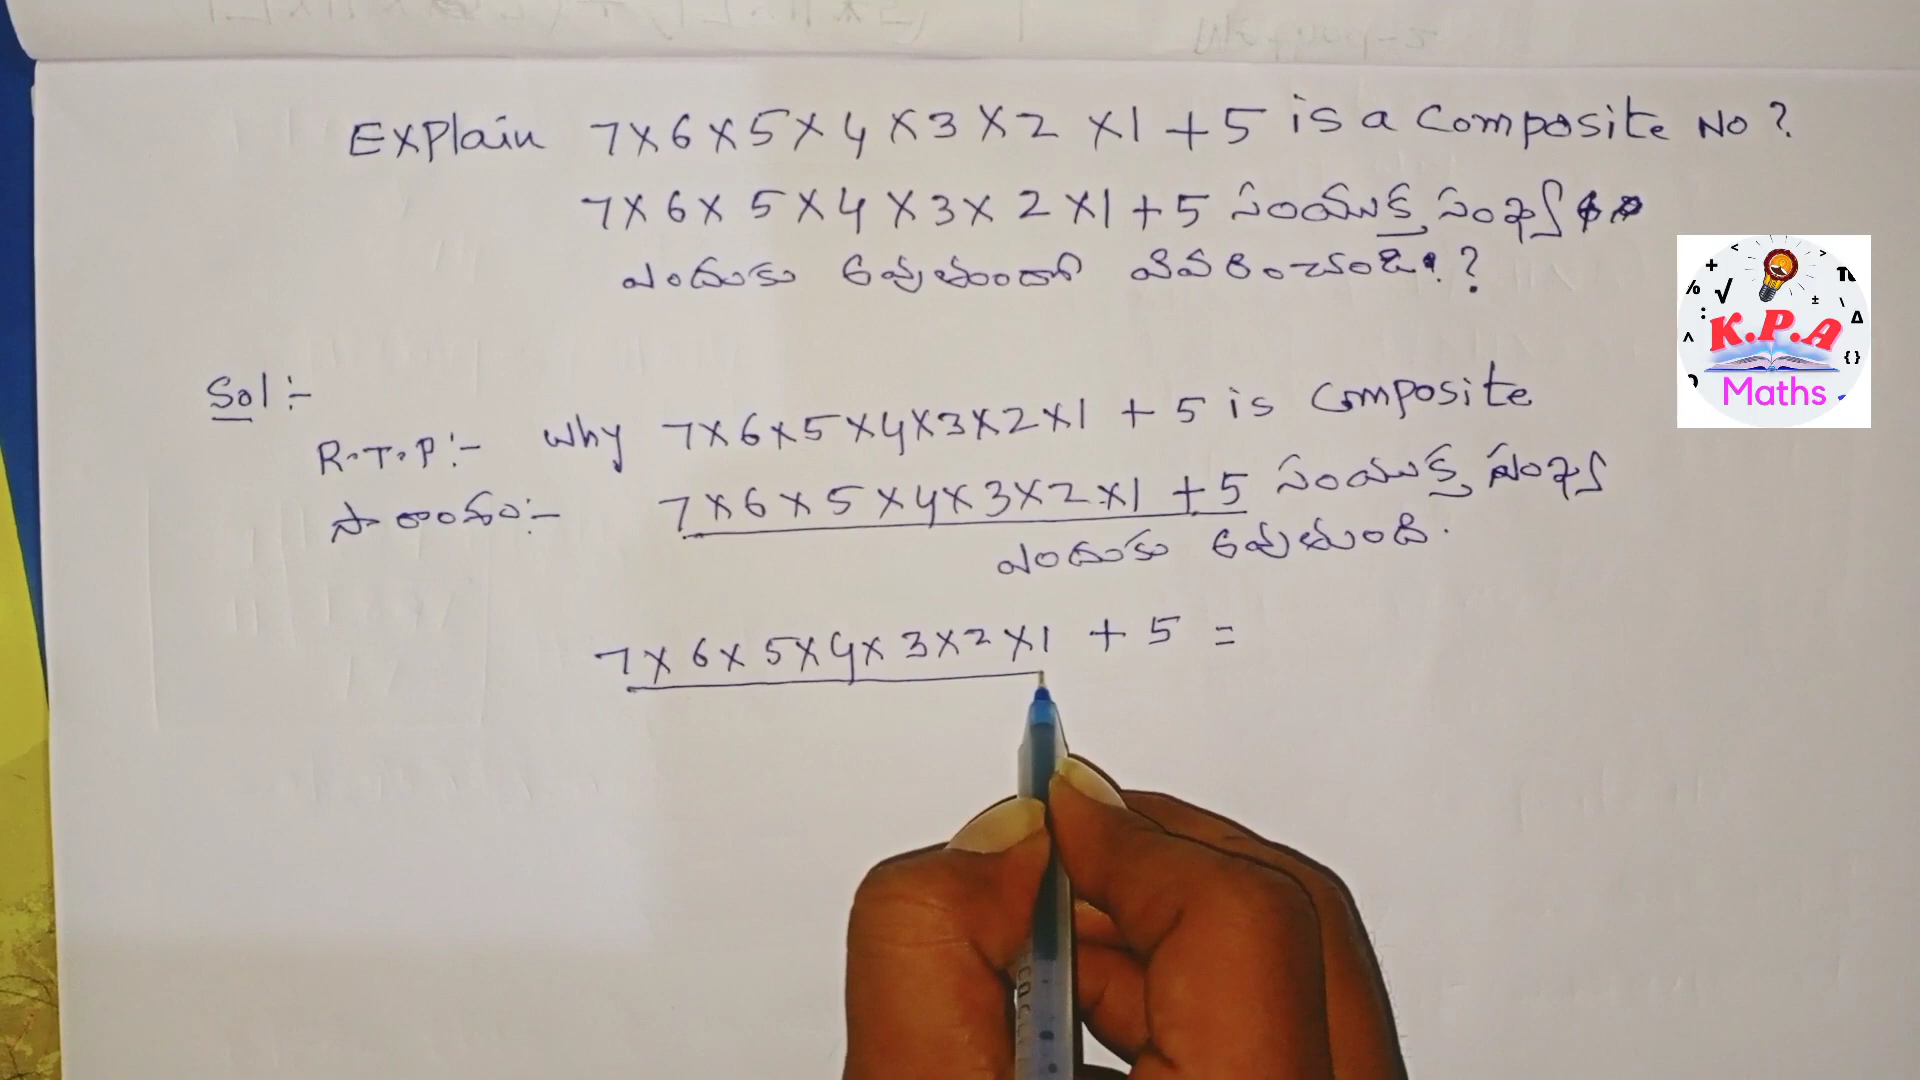 Explain 7×6×5×4×3×2×1+5 is a Composite No?
7×6×5×4×3×2×1+5 సంయుక్త సంఖ్య
ఎందుకు అవుతుందో వివరించండి.?
Sol:-
R.T.P:- Why 7×6×5×4×3×2×1 + 5 is Composite
సారాంశం:- 7×6×5×4×3×2×1 + 5 సంయుక్త సంఖ్య
ఎందుకు అవుతుంది.
7×6×5×4×3×2×1 + 5 =
K.P.A
Maths